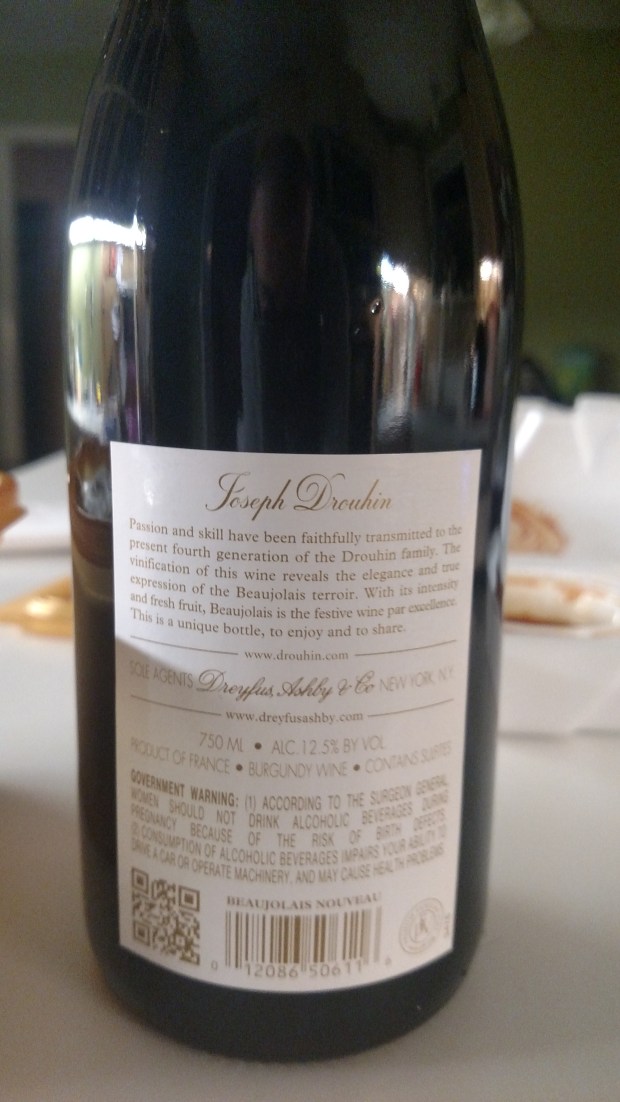 Joseph Drouhin
Passion and skill have been faithfully transmitted to the
present fourth generation of the Drouhin family. The
vinification of this wine reveals the elegance and true
expression of the Beaujolais terroir. With its intensity
and fresh fruit, Beaujolais is the festive wine par excellence.
This is a unique bottle, to enjoy and to share.
www.drouhin.com
SOLE AGENTS Dreyfus, Ashby & Co NEW YORK, N.Y.
www.dreyfusashby.com
750 ML • ALC.12.5% BY VOL
PRODUCT OF FRANCE • BURGUNDY WINE • CONTAINS SULFITES
GOVERNMENT WARNING: (1) ACCORDING TO THE SURGEON GENERAL,
WOMEN SHOULD NOT DRINK ALCOHOLIC BEVERAGES DURING
PREGNANCY BECAUSE OF THE RISK OF BIRTH DEFECTS.
(2) CONSUMPTION OF ALCOHOLIC BEVERAGES IMPAIRS YOUR ABILITY TO
DRIVE A CAR OR OPERATE MACHINERY, AND MAY CAUSE HEALTH PROBLEMS.
BEAUJOLAIS NOUVEAU
0 12086 50611 6